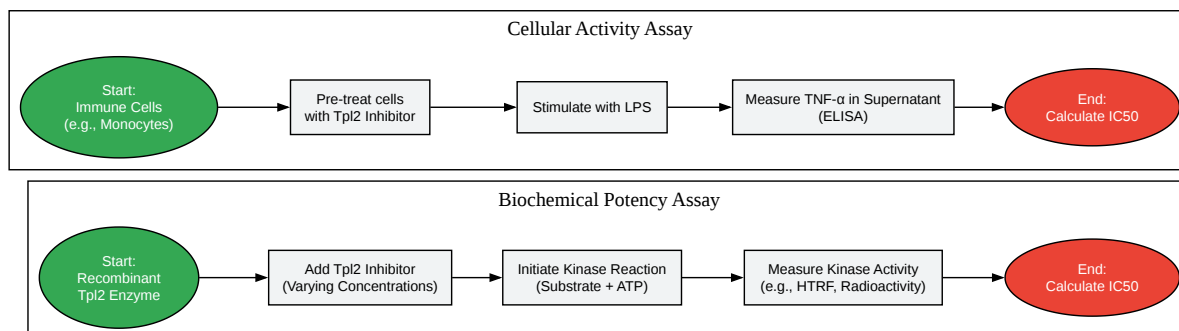 Cellular Activity Assay
Start:
Immune Cells
(e.g., Monocytes)
Pre-treat cells
with Tpl2 Inhibitor
Stimulate with LPS
Measure TNF-α in Supernatant
(ELISA)
End:
Calculate IC50
Biochemical Potency Assay
Start:
Recombinant
Tpl2 Enzyme
Add Tpl2 Inhibitor
(Varying Concentrations)
Initiate Kinase Reaction
(Substrate + ATP)
Measure Kinase Activity
(e.g., HTRF, Radioactivity)
End:
Calculate IC50